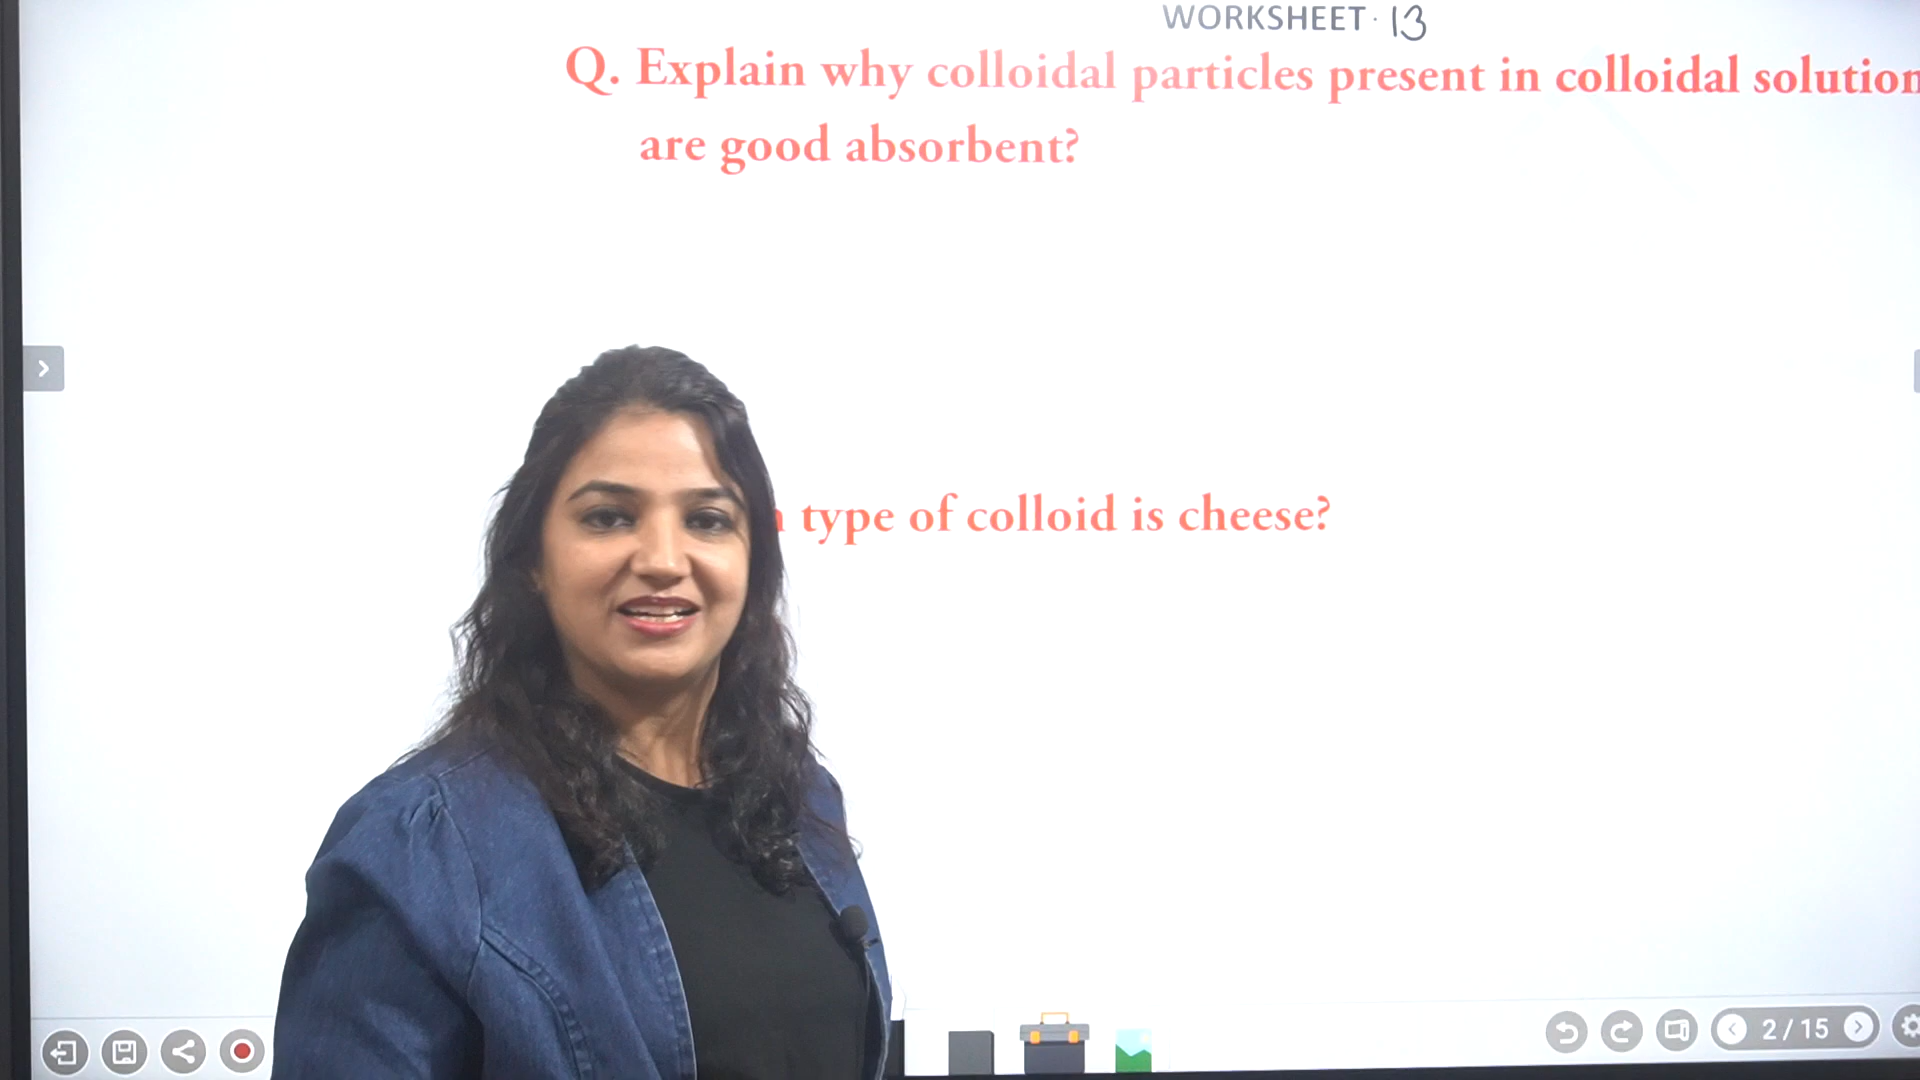 WORKSHEET - 13
Q. Explain why colloidal particles present in colloidal solution
are good absorbent?
type of colloid is cheese?
2 / 15